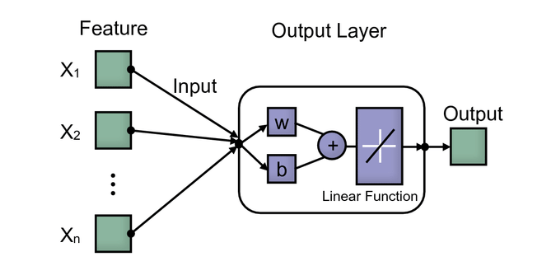 Feature
Output Layer
X1
Input
X2
w
Output
+
b
⋮
Linear Function
Xn